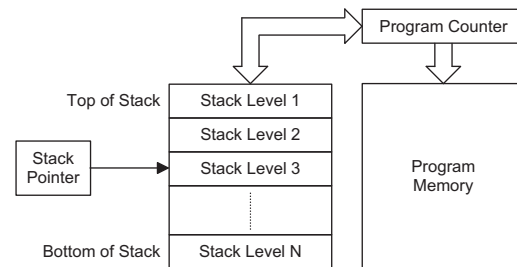 Program Counter
Top of Stack
Stack Level 1
Stack Level 2
Stack
Pointer
Stack Level 3
Program
Memory
Bottom of Stack
Stack Level N